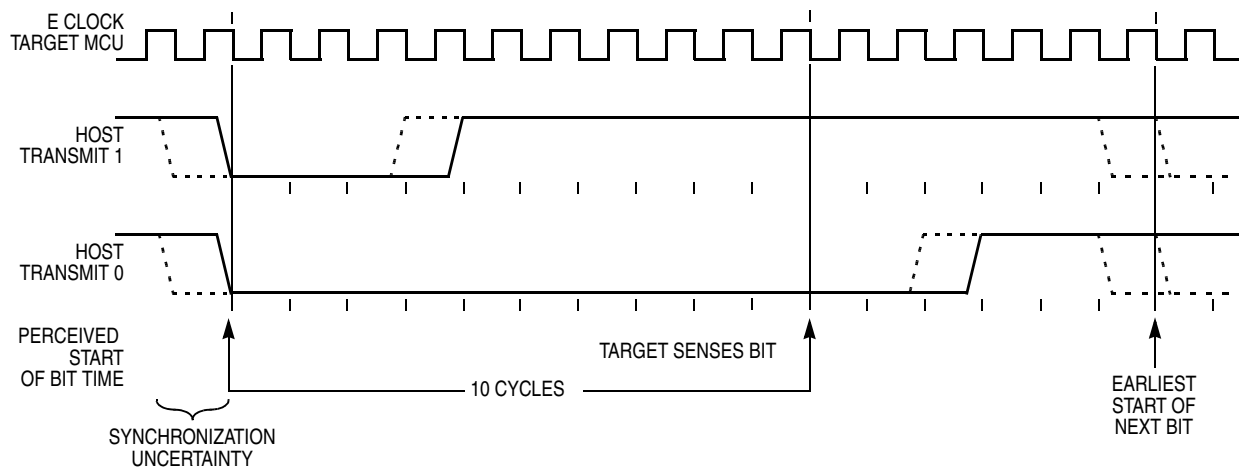 E CLOCK
TARGET MCU
HOST
TRANSMIT 1
HOST
TRANSMIT 0
PERCEIVED
START
OF BIT TIME
TARGET SENSES BIT
10 CYCLES
EARLIEST
START OF
NEXT BIT
SYNCHRONIZATION
UNCERTAINTY